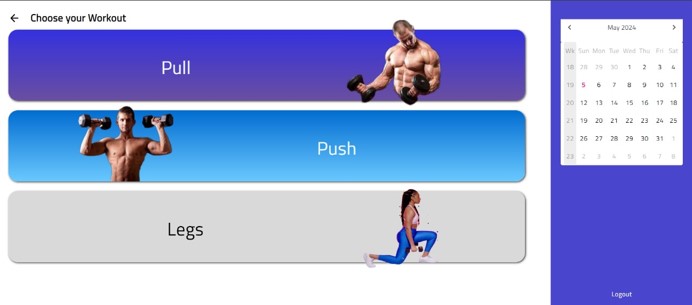 Choose your Workout
Pull
Push
Legs
May 2024
Wk Sun Mon Tue Wed Thu Fri Sat
18 28 29 30 1 2 3 4
19 5 6 7 8 9 10 11
20 12 13 14 15 16 17 18
21 19 20 21 22 23 24 25
22 26 27 28 29 30 31 1
23 2 3 4 5 6 7 8
Logout